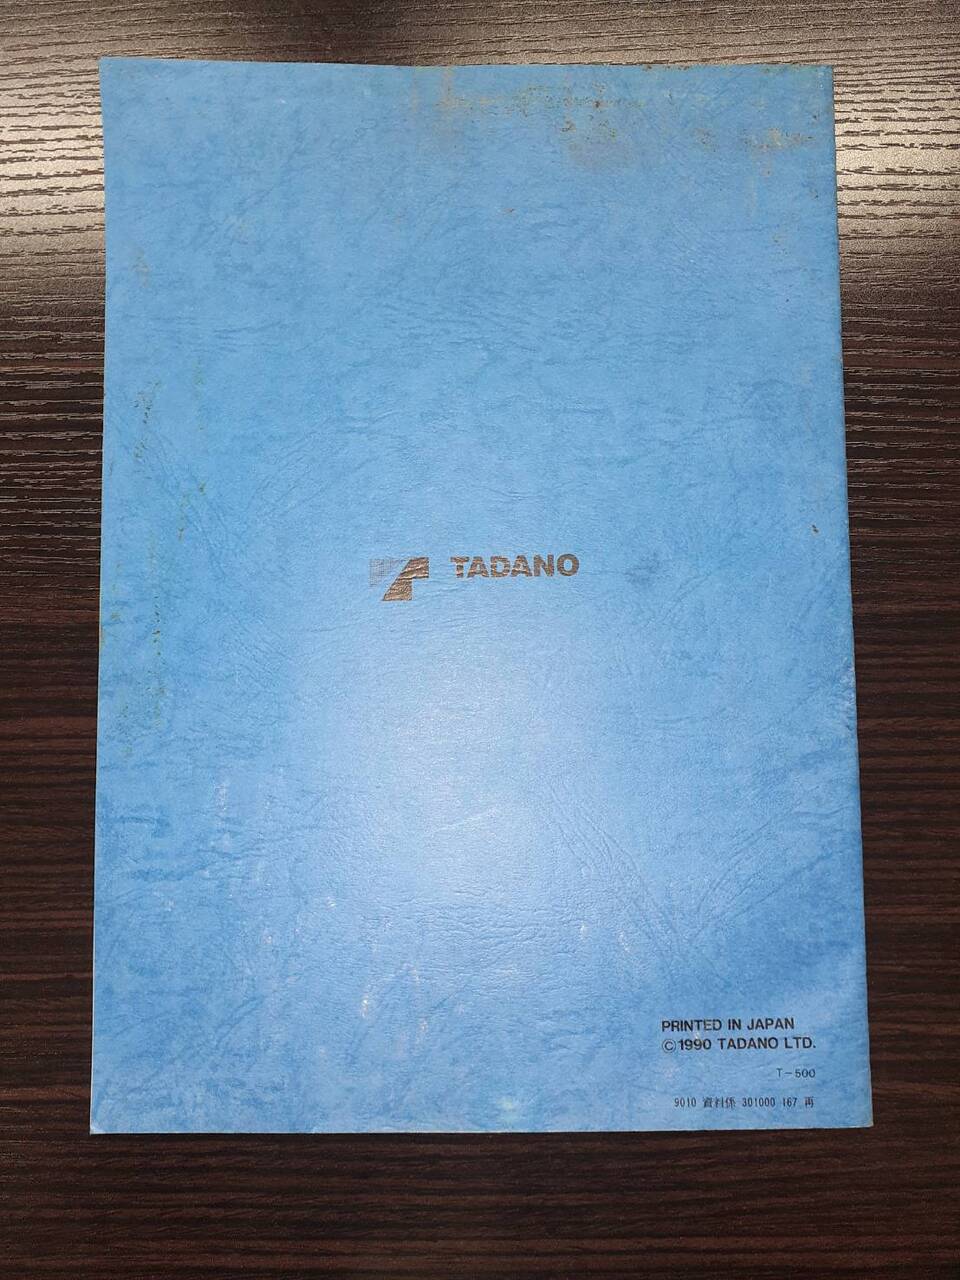 TADANO
PRINTED IN JAPAN
©1990 TADANO LTD.
T－500
9010 資料係 301000 167 再